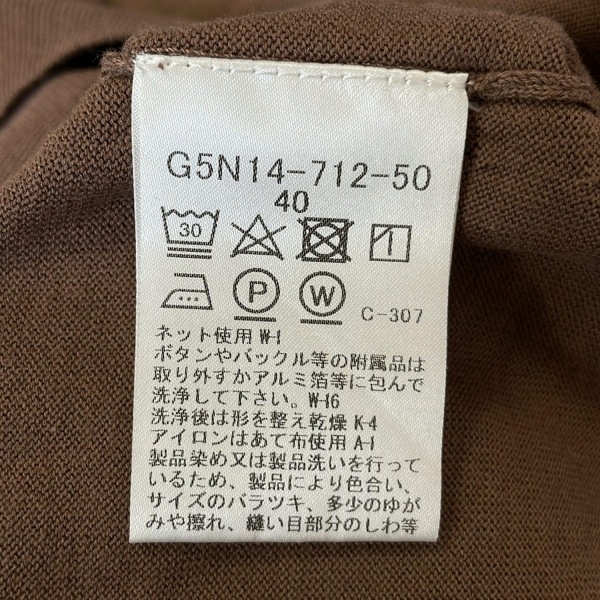 G5N14-712-50
40
30
P W C-307
ネット使用 W-1
ボタンやバックル等の附属品は
取り外すかアルミ箔等に包んで
洗浄して下さい。W-16
洗浄後は形を整え乾燥 K-4
アイロンはあて布使用 A-1
製品染め又は製品洗いを行って
いるため、製品により色合い、
サイズのバラツキ、多少のゆが
みや擦れ、縫い目部分のしわ等